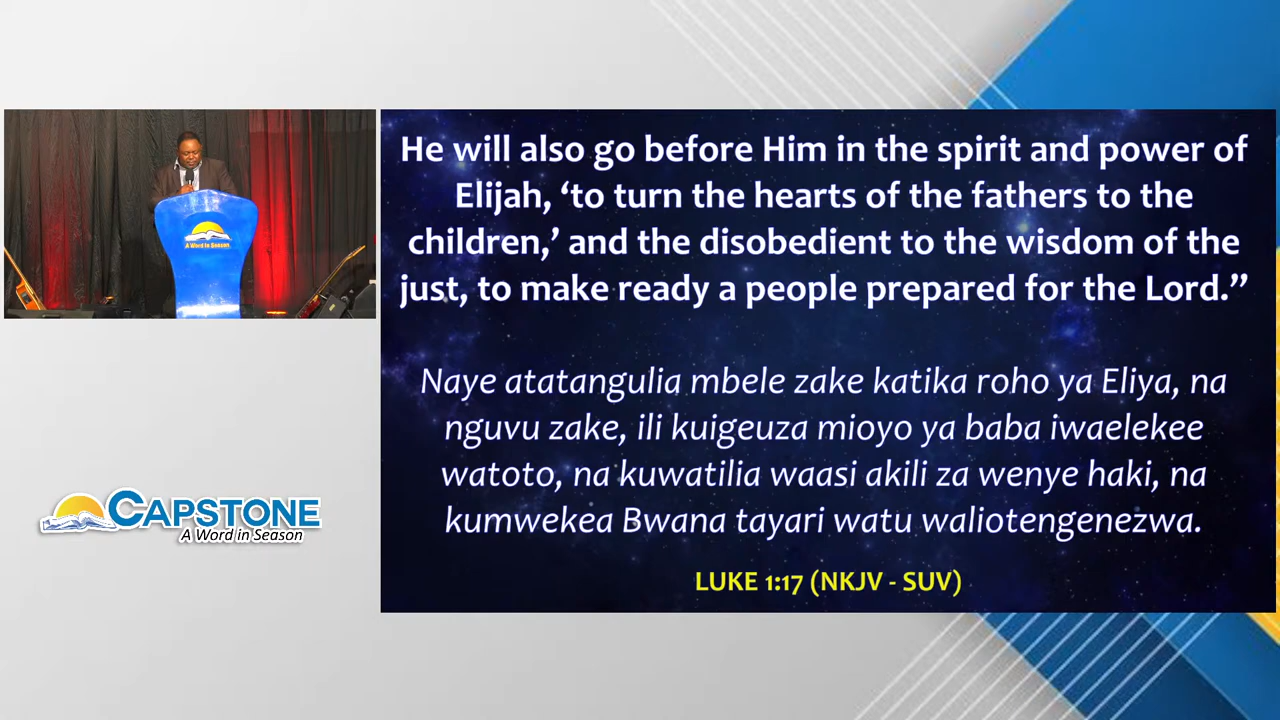 He will also go before Him in the spirit and power of
Elijah, ‘to turn the hearts of the fathers to the
children,’ and the disobedient to the wisdom of the
just, to make ready a people prepared for the Lord.”
Naye atatangulia mbele zake katika roho ya Eliya, na
nguvu zake, ili kuigeuza mioyo ya baba iwaelekee
watoto, na kuwatilia waasi akili za wenye haki, na
kumwekea Bwana tayari watu waliotengenezwa.
LUKE 1:17 (NKJV - SUV)
A Word in Season
CAPSTONE
A Word in Season